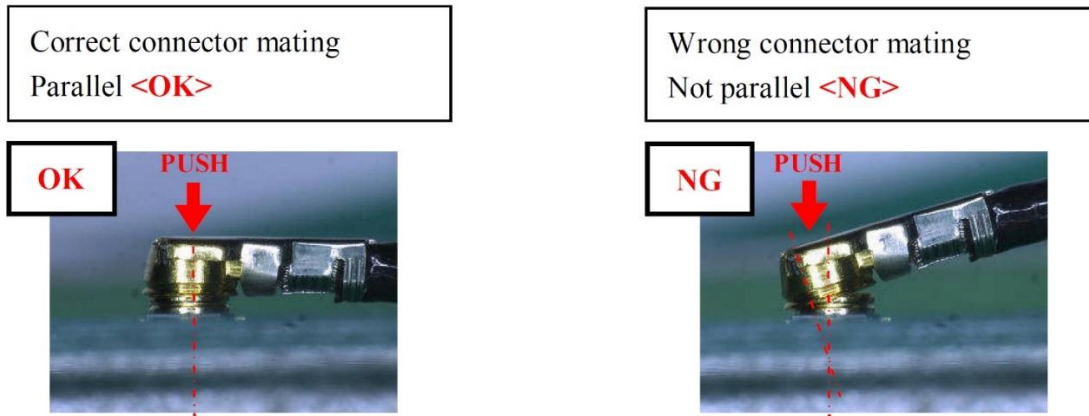 Correct connector mating
Parallel <OK>
OK
PUSH
Wrong connector mating
Not parallel <NG>
NG
PUSH